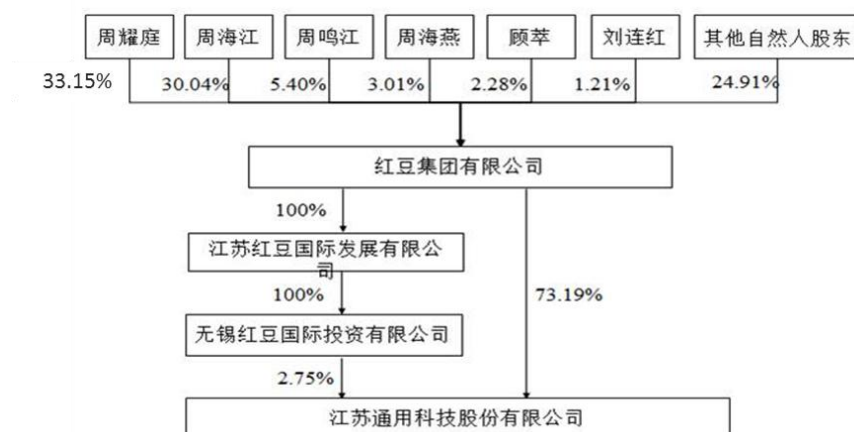 周耀庭 周海江 周鸣江 周海燕 顾萃 刘连红 其他自然人股东
33.15% 30.04% 5.40% 3.01% 2.28% 1.21% 24.91%
红豆集团有限公司
100%
江苏红豆国际发展有限公
司
100%
73.19%
无锡红豆国际投资有限公司
2.75%
江苏通用科技股份有限公司